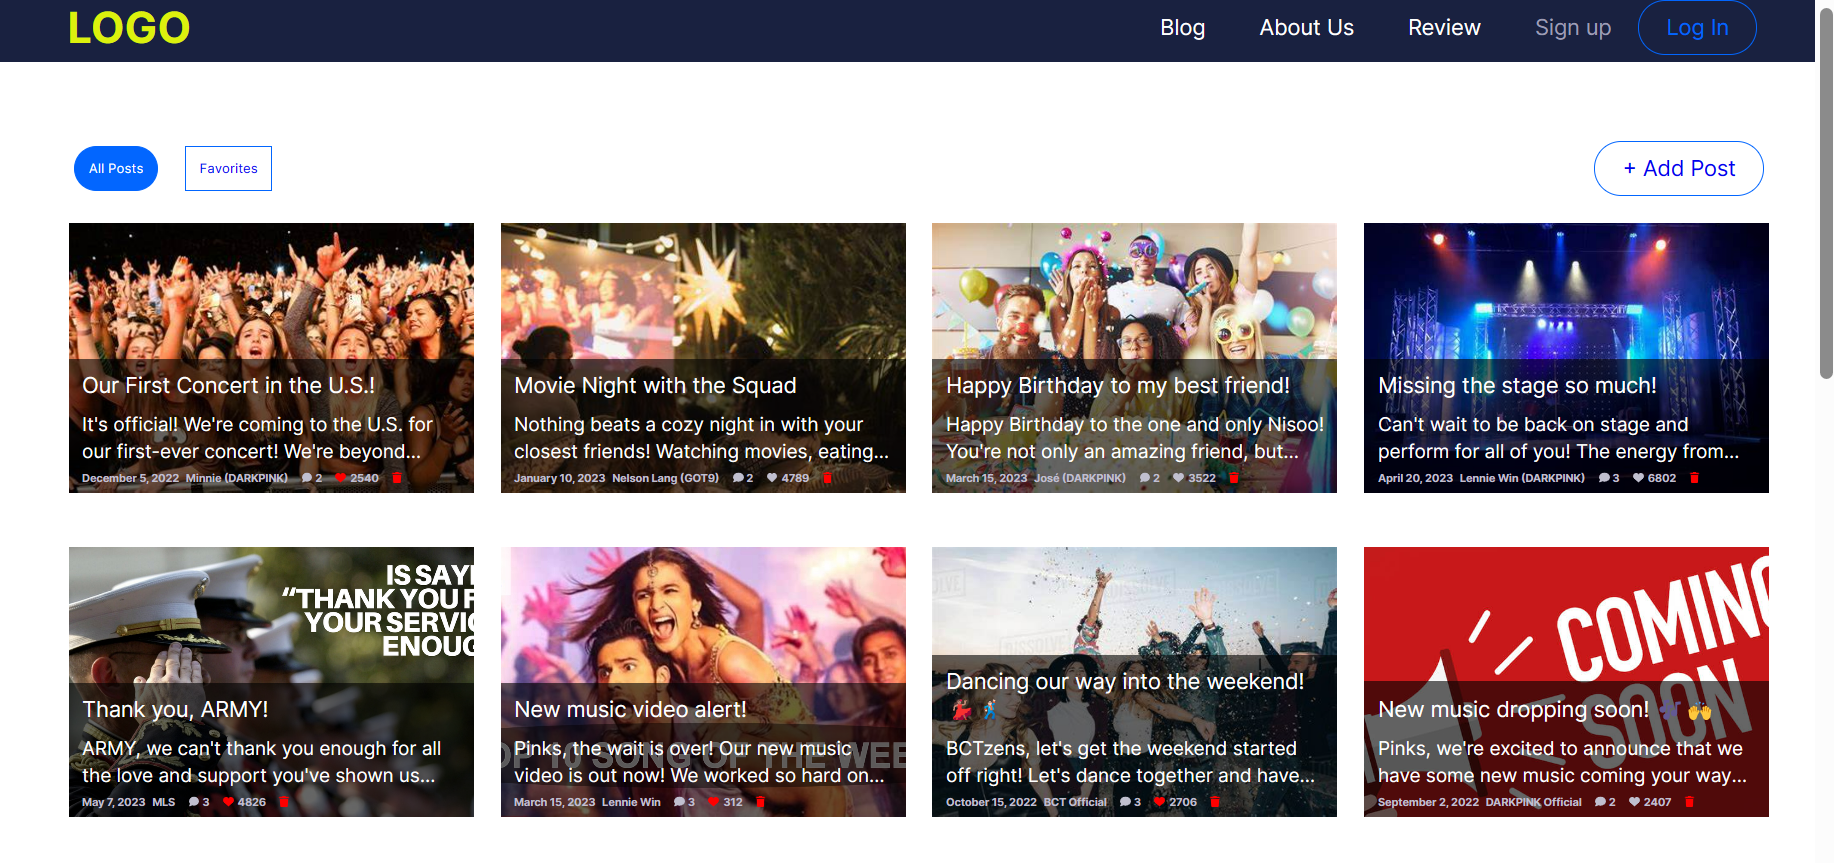 LOGO
Blog
About Us
Review
Sign up
Log In
All Posts
Favorites
+ Add Post
Our First Concert in the U.S.!
It's official! We're coming to the U.S. for
our first-ever concert! We're beyond...
December 5, 2022 Minnie (DARKPINK) 2 2540
Movie Night with the Squad
Nothing beats a cozy night in with your
closest friends! Watching movies, eating...
January 10, 2023 Nelson Lang (GOT9) 2 4789
Happy Birthday to my best friend!
Happy Birthday to the one and only Nisoo!
You're not only an amazing friend, but...
March 15, 2023 José (DARKPINK) 2 3522
Missing the stage so much!
Can't wait to be back on stage and
perform for all of you! The energy from...
April 20, 2023 Lennie Win (DARKPINK) 3 6802
IS SAYI
“THANK YOU F
YOUR SERVIC
ENOUG
Thank you, ARMY!
ARMY, we can't thank you enough for all
the love and support you've shown us...
May 7, 2023 MLS 3 4826
New music video alert!
Pinks, the wait is over! Our new music
video is out now! We worked so hard on...
OP 10 SONG OF THE WEE
March 15, 2023 Lennie Win 3 312
DISSOLVE
Dancing our way into the weekend!
💃🕺
BCTzens, let's get the weekend started
off right! Let's dance together and have...
October 15, 2022 BCT Official 3 2706
COMING
SOON
New music dropping soon! 🎶🙌
Pinks, we're excited to announce that we
have some new music coming your way...
September 2, 2022 DARKPINK Official 2 2407